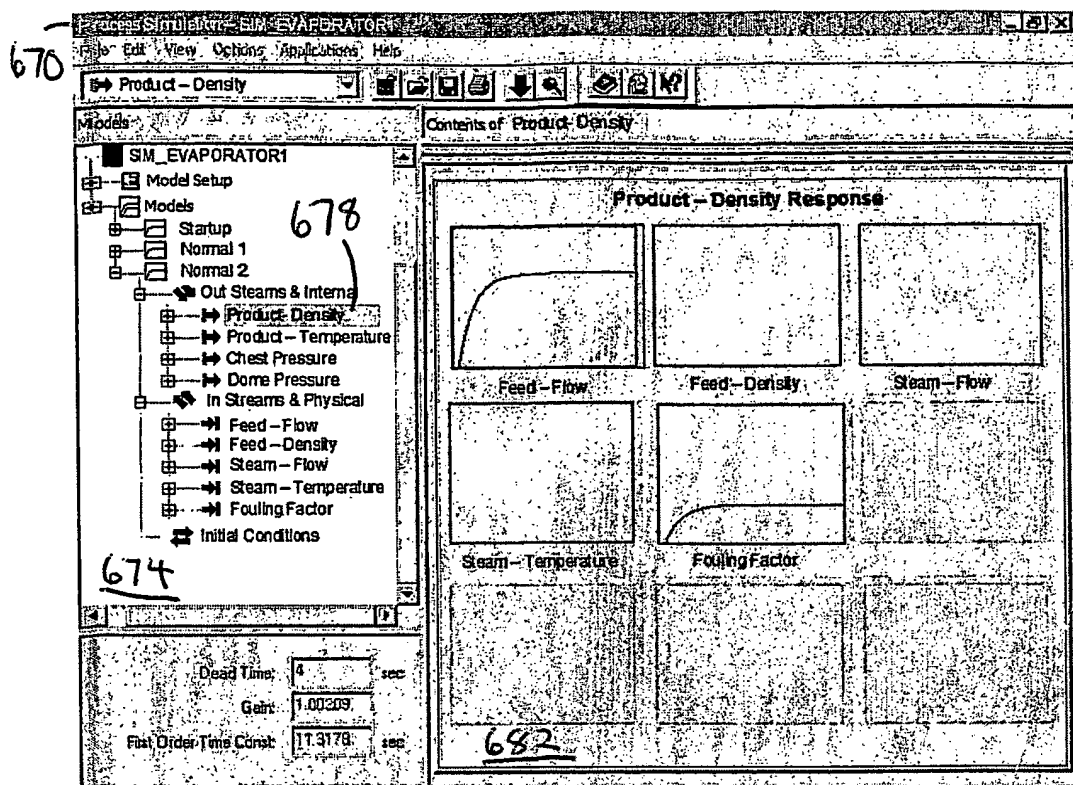 Process Simulator – SIM_EVAPORATOR1
670
File Edit View Options Applications Help
Product – Density
Models
Contents of Product-Density
SIM_EVAPORATOR1
Model Setup
Models
Startup
Normal 1
Normal 2
678
Out Steams & Interna
Product-Density
Product – Temperature
Chest Pressure
Dome Pressure
In Streams & Physical
Feed – Flow
Feed – Density
Steam – Flow
Steam – Temperature
Fouling Factor
Initial Conditions
674
Product – Density Response
Feed – Flow
Feed – Density
Steam – Flow
Steam – Temperature
Fouling Factor
682
Dead Time: 4 sec
Gain: 1.00209
First Order Time Const: 11.3178 sec